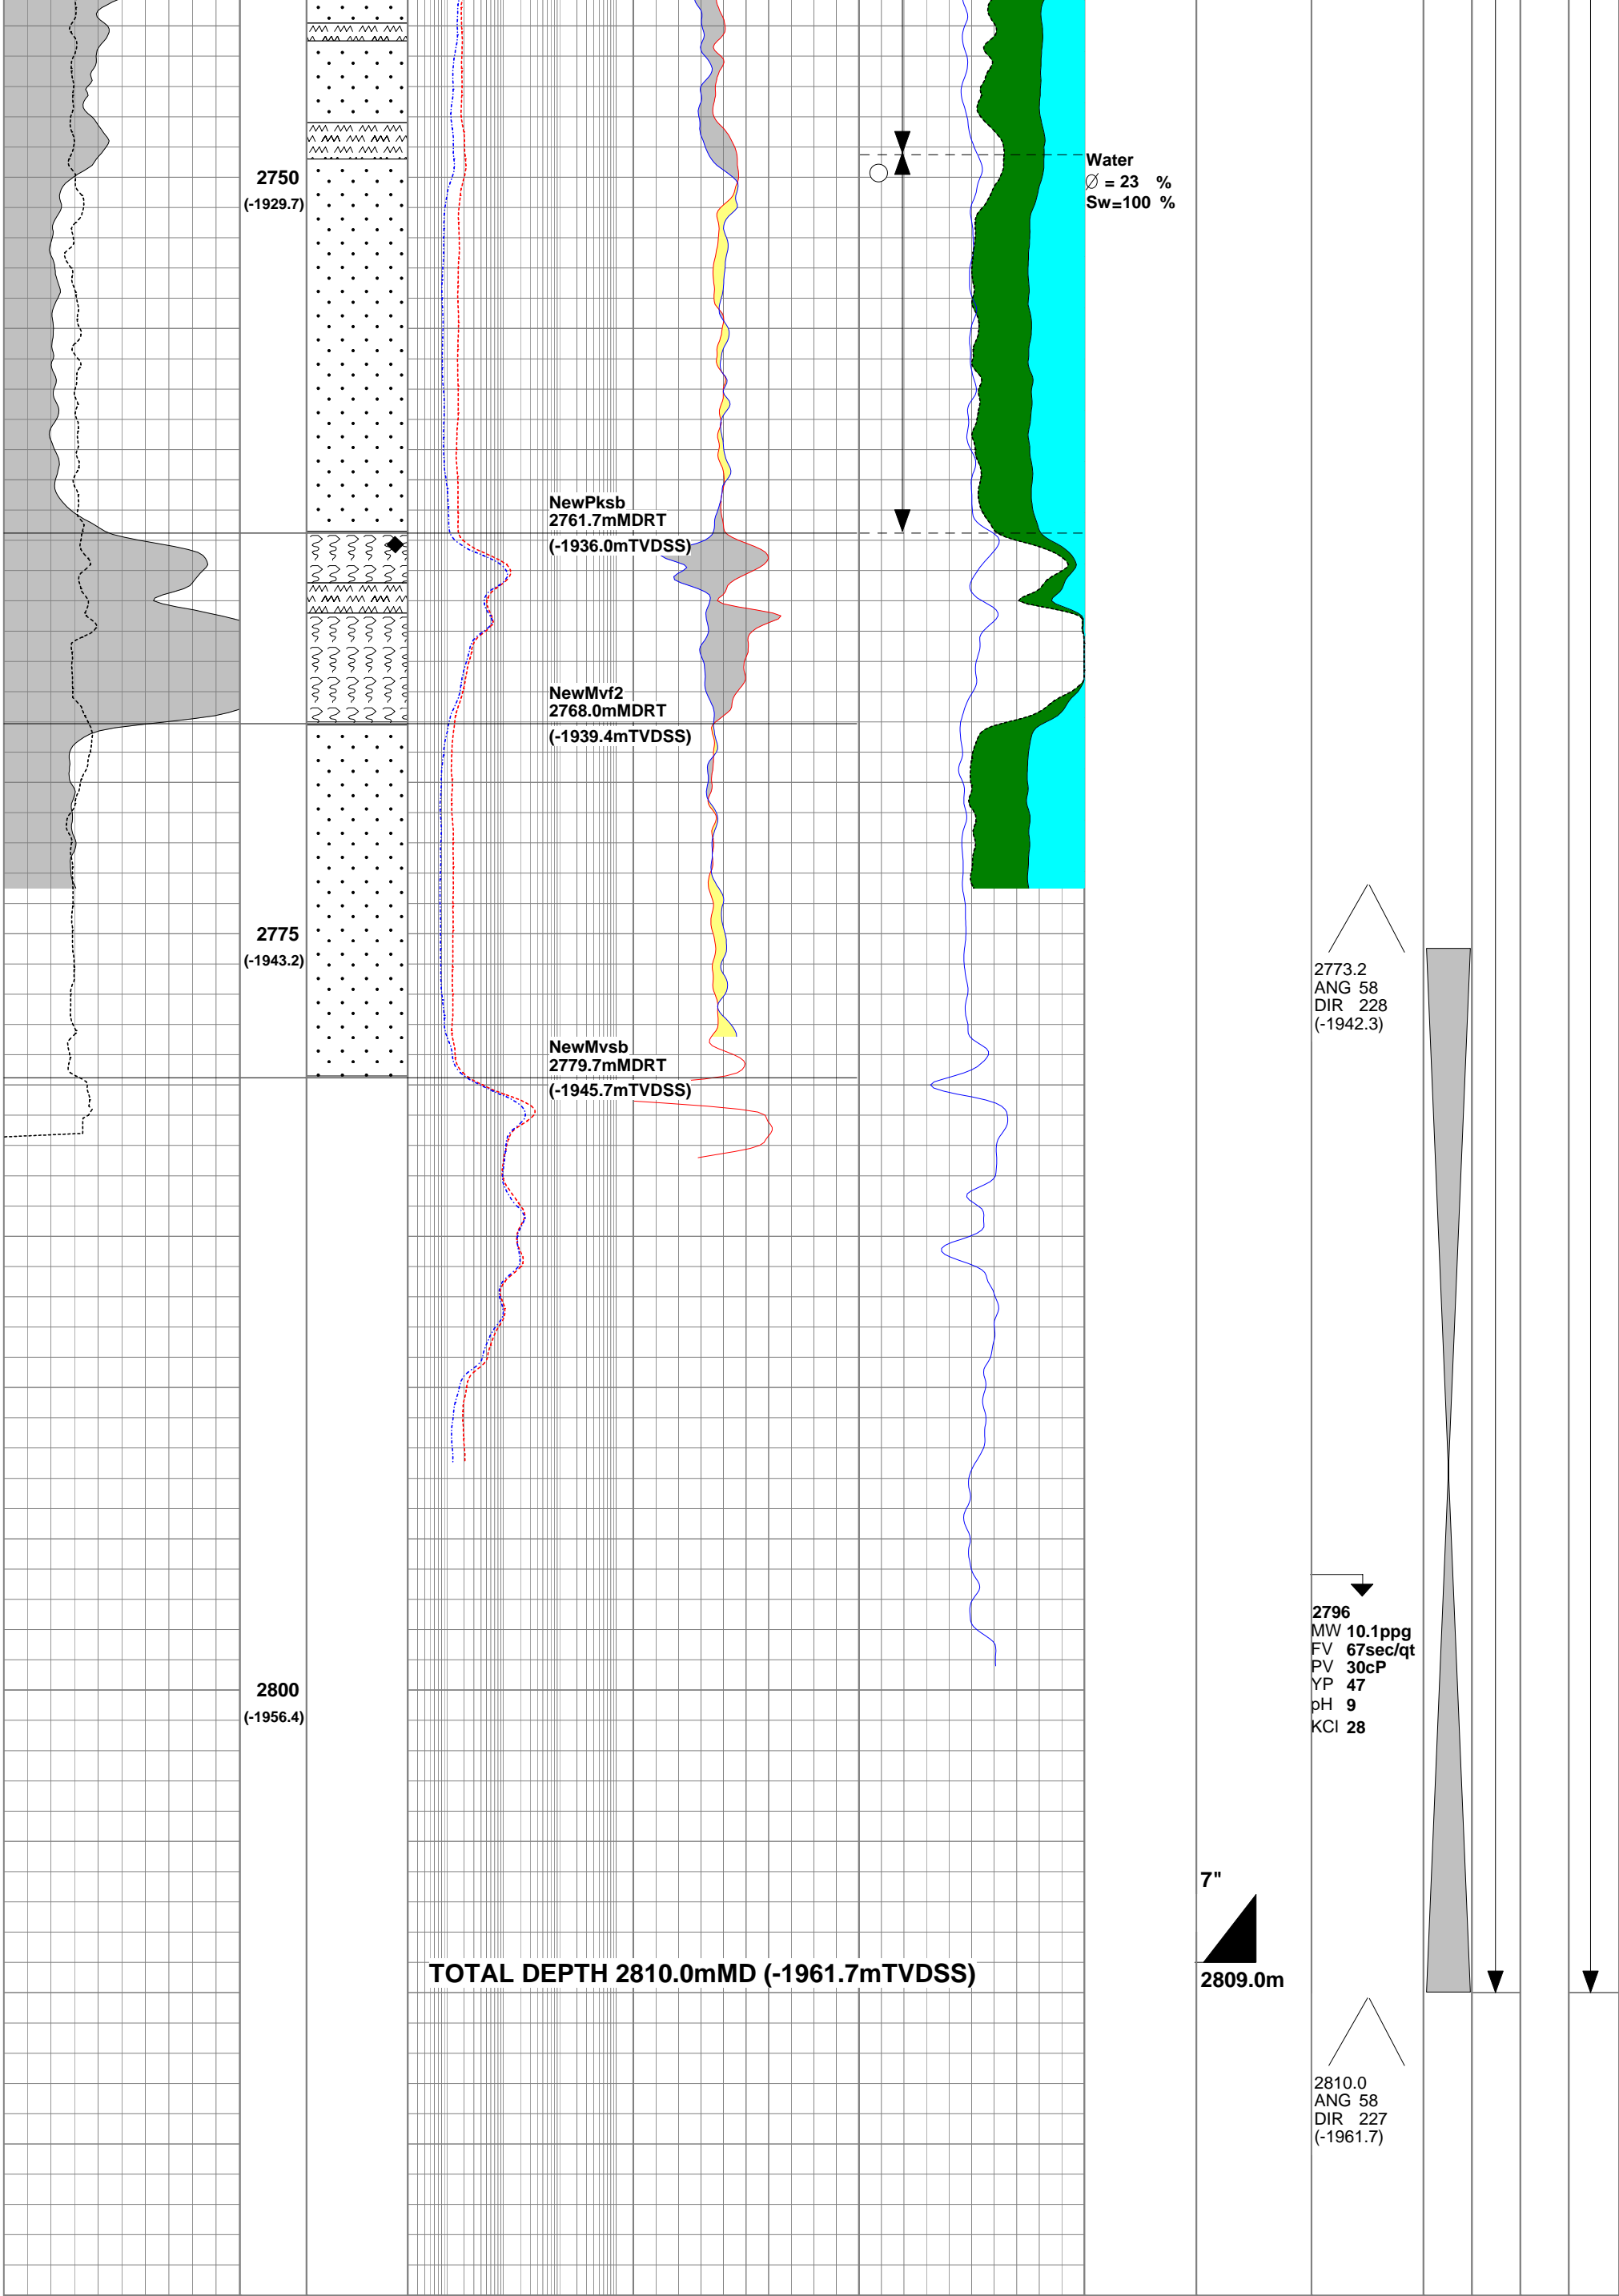 Water
Ø = 23 %
Sw=100 %
2750
(-1929.7)
NewPksb
2761.7mMDRT
(-1936.0mTVDSS)
NewMvf2
2768.0mMDRT
(-1939.4mTVDSS)
2775
(-1943.2)
2773.2
ANG 58
DIR 228
(-1942.3)
NewMvsb
2779.7mMDRT
(-1945.7mTVDSS)
2796
MW 10.1ppg
FV 67sec/qt
PV 30cP
YP 47
pH 9
KCl 28
2800
(-1956.4)
7"
2809.0m
TOTAL DEPTH 2810.0mMD (-1961.7mTVDSS)
2810.0
ANG 58
DIR 227
(-1961.7)